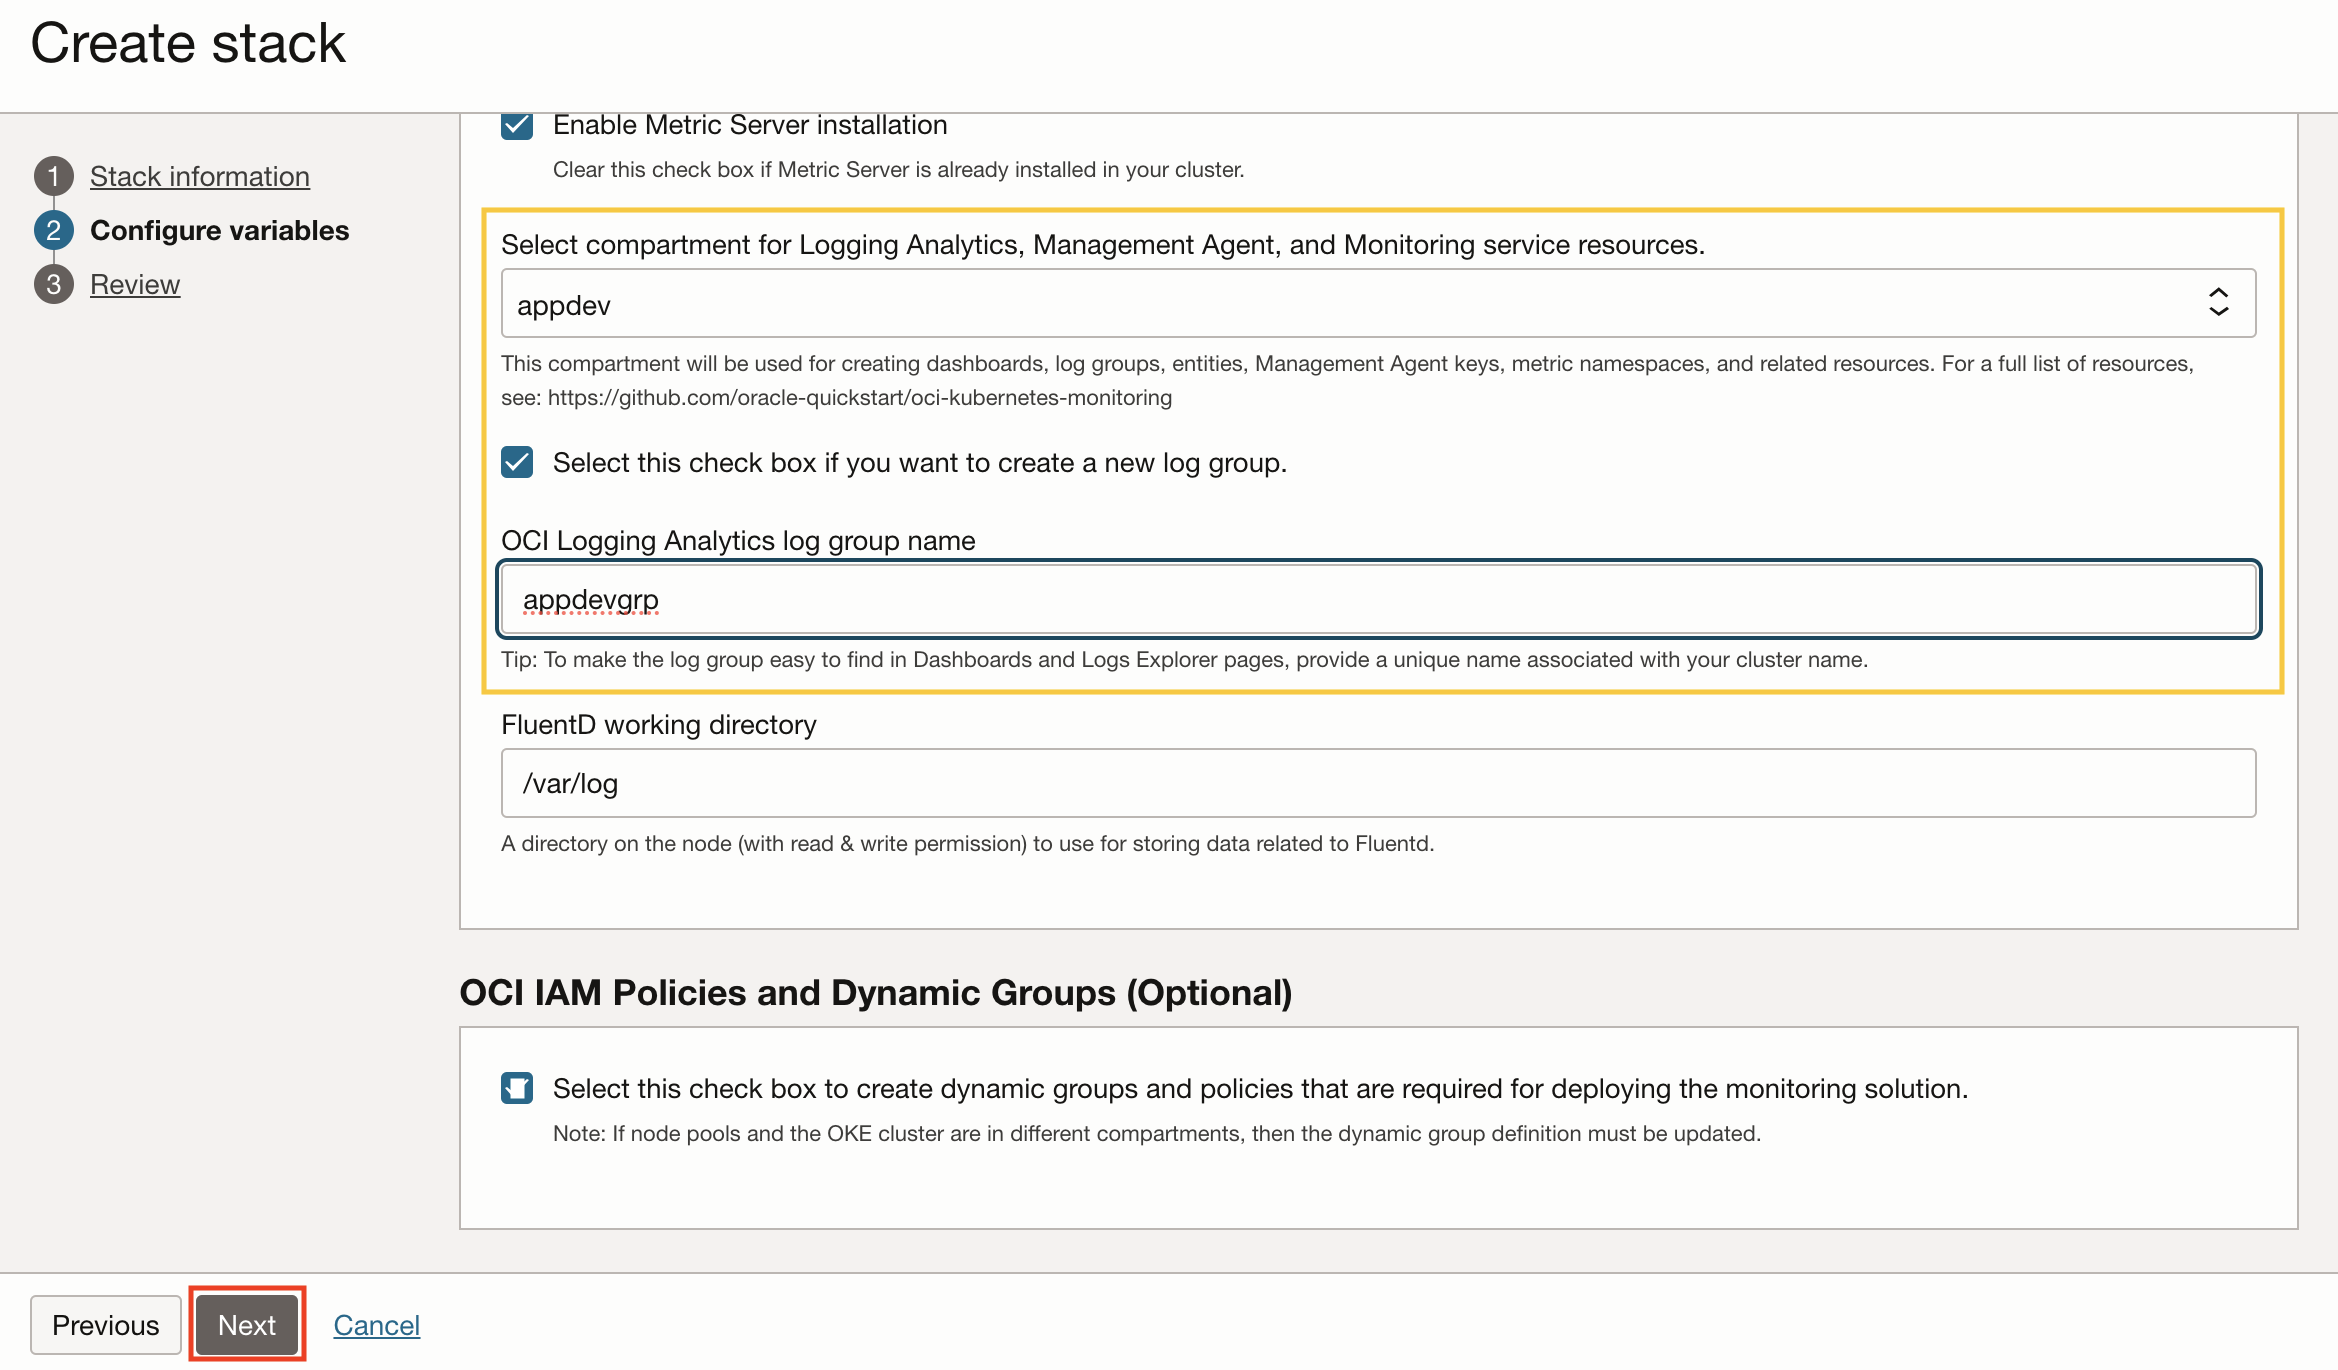 Create stack
1 Stack information
2 Configure variables
3 Review
Enable Metric Server installation
Clear this check box if Metric Server is already installed in your cluster.
Select compartment for Logging Analytics, Management Agent, and Monitoring service resources.
appdev
This compartment will be used for creating dashboards, log groups, entities, Management Agent keys, metric namespaces, and related resources. For a full list of resources,
see: https://github.com/oracle-quickstart/oci-kubernetes-monitoring
Select this check box if you want to create a new log group.
OCI Logging Analytics log group name
appdevgrp
Tip: To make the log group easy to find in Dashboards and Logs Explorer pages, provide a unique name associated with your cluster name.
FluentD working directory
/var/log
A directory on the node (with read & write permission) to use for storing data related to Fluentd.
OCI IAM Policies and Dynamic Groups (Optional)
Select this check box to create dynamic groups and policies that are required for deploying the monitoring solution.
Note: If node pools and the OKE cluster are in different compartments, then the dynamic group definition must be updated.
Previous Next Cancel